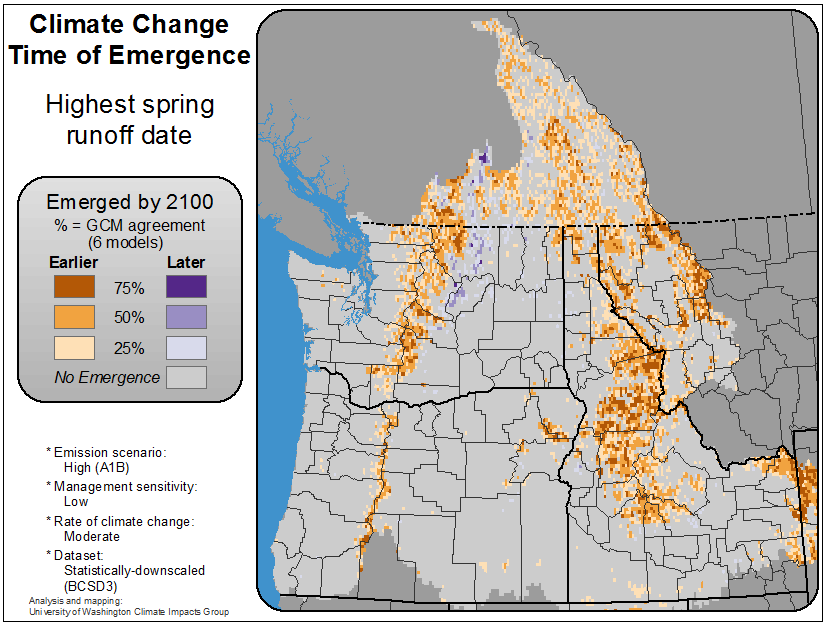 Climate Change
Time of Emergence
Highest spring
runoff date
Emerged by 2100
% = GCM agreement
(6 models)
Earlier Later
75%
50%
25%
No Emergence
* Emission scenario:
High (A1B)
* Management sensitivity:
Low
* Rate of climate change:
Moderate
* Dataset:
Statistically-downscaled
(BCSD3)
Analysis and mapping:
University of Washington Climate Impacts Group